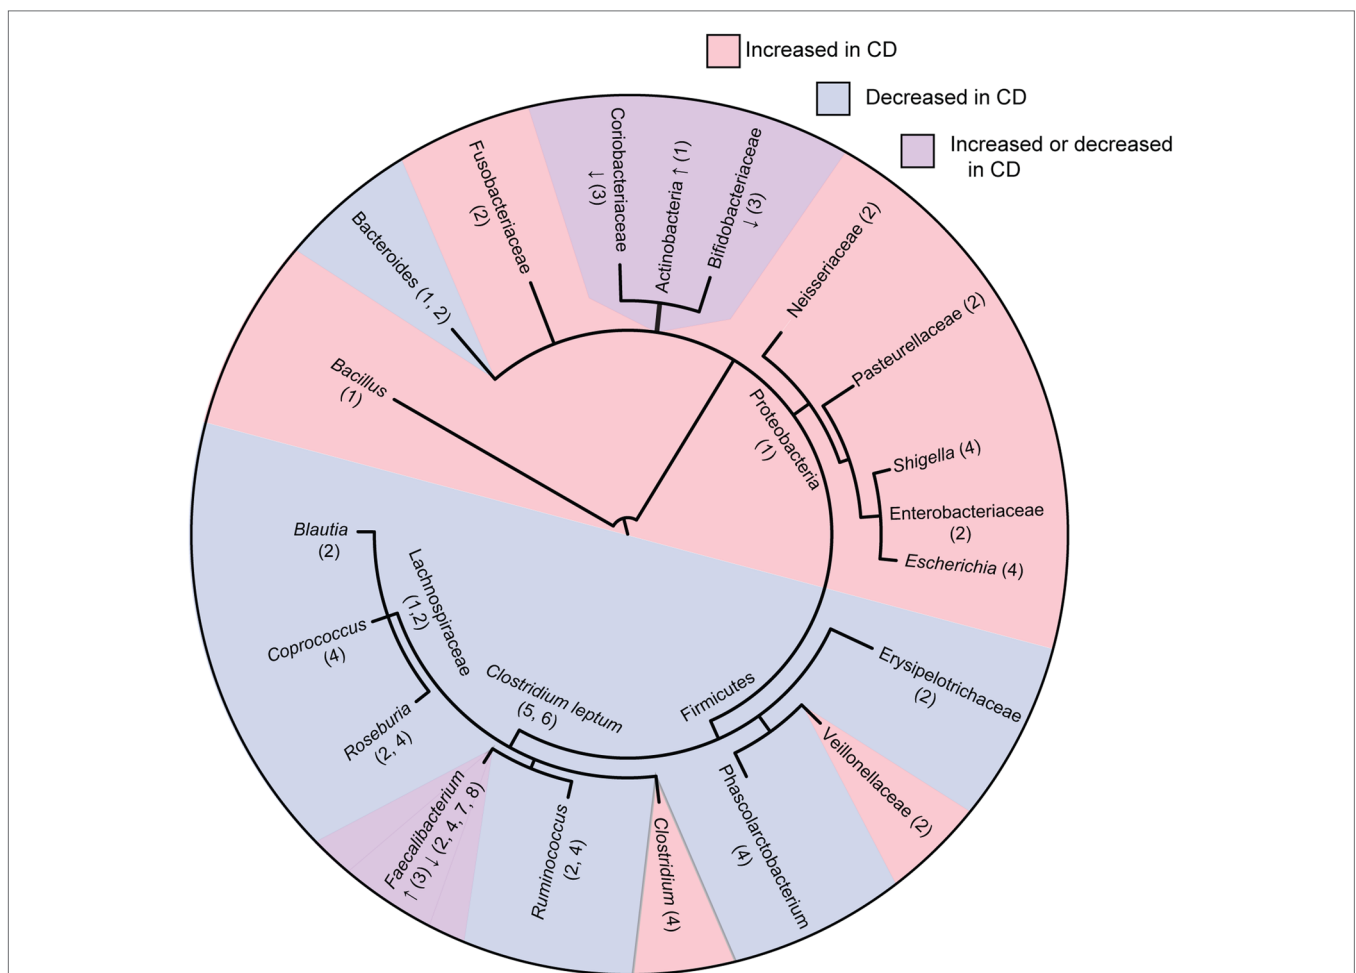 Increased in CD
Decreased in CD
Increased or decreased
in CD
Coriobacteriaceae
↓ (3)
Actinobacteria ↑ (1)
Bifidobacteriaceae
↓ (3)
Fusobacteriaceae
(2)
Bacteroides (1, 2)
Bacillus
(1)
Neisseriaceae (2)
Pasteurellaceae (2)
Proteobacteria
(1)
Shigella (4)
Enterobacteriaceae
(2)
Escherichia (4)
Erysipelotrichaceae
(2)
Veillonellaceae (2)
Phascolarctobacterium
(4)
Firmicutes
Clostridium (4)
Clostridium leptum
(5, 6)
Ruminococcus
(2, 4)
Faecalibacterium
↑ (3) ↓ (2, 4, 7, 8)
Lachnospiraceae
(1,2)
Roseburia
(2, 4)
Coprococcus
(4)
Blautia
(2)